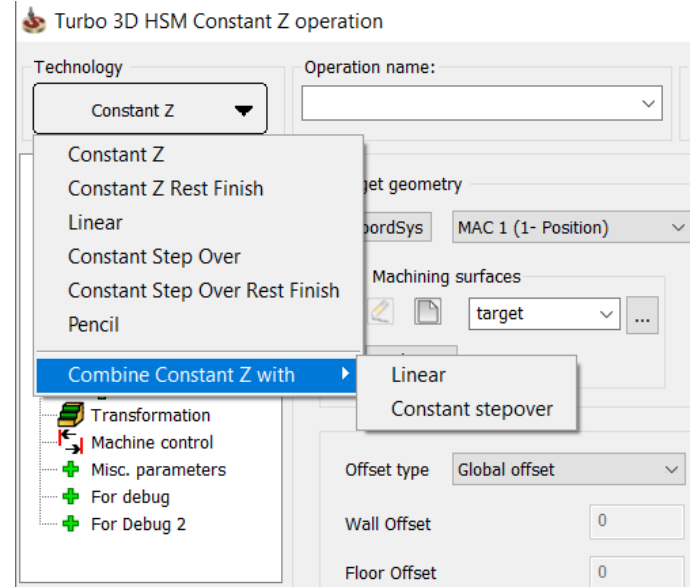 Turbo 3D HSM Constant Z operation
Technology
Operation name:
Constant Z
Constant Z
Constant Z Rest Finish
Linear
Constant Step Over
Constant Step Over Rest Finish
Pencil
Combine Constant Z with
Linear
Constant stepover
get geometry
oordSys
MAC 1 (1- Position)
Machining surfaces
target
...
Transformation
Machine control
Misc. parameters
For debug
For Debug 2
Offset type
Global offset
Wall Offset
0
Floor Offset
0